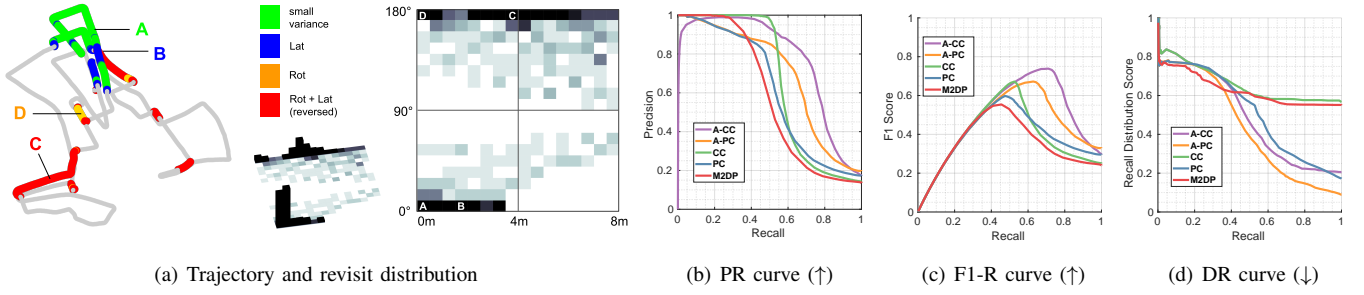 A
B
D
C
small
variance
Lat
Rot
Rot + Lat
(reversed)
180°
90°
0°
D
C
A
B
0m
4m
8m
(a) Trajectory and revisit distribution
Precision
1
0.8
0.6
0.4
0.2
0
A-CC
A-PC
CC
PC
M2DP
0
0.2
0.4
0.6
0.8
1
Recall
(b) PR curve (↑)
F1 Score
1
0.8
0.6
0.4
0.2
0
A-CC
A-PC
CC
PC
M2DP
0
0.2
0.4
0.6
0.8
1
Recall
(c) F1-R curve (↑)
Recall Distribution Score
1
0.8
0.6
0.4
0.2
0
A-CC
A-PC
CC
PC
M2DP
0
0.2
0.4
0.6
0.8
1
Recall
(d) DR curve (↓)